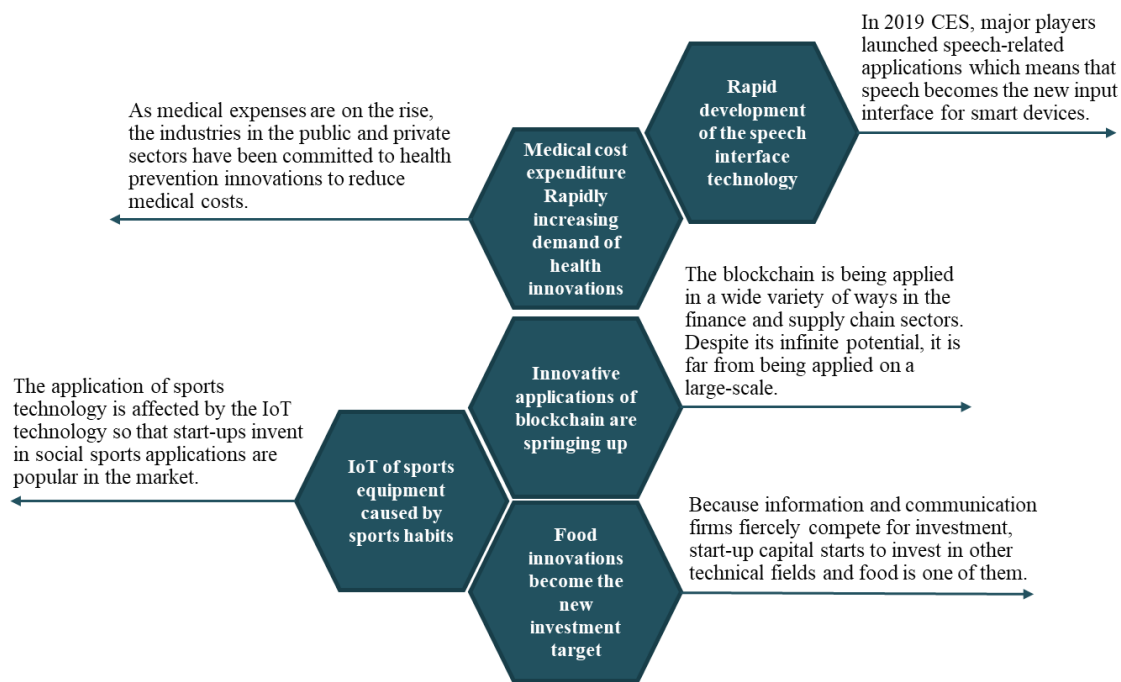 In 2019 CES, major players
launched speech-related
applications which means that
speech becomes the new input
interface for smart devices.
Rapid
development
of the speech
interface
technology
As medical expenses are on the rise,
the industries in the public and private
sectors have been committed to health
prevention innovations to reduce
medical costs.
Medical cost
expenditure
Rapidly
increasing
demand of
health
innovations
The blockchain is being applied
in a wide variety of ways in the
finance and supply chain sectors.
Despite its infinite potential, it is
far from being applied on a
large-scale.
Innovative
applications of
blockchain are
springing up
The application of sports
technology is affected by the IoT
technology so that start-ups invent
in social sports applications are
popular in the market.
IoT of sports
equipment
caused by
sports habits
Because information and communication
firms fiercely compete for investment,
start-up capital starts to invest in other
technical fields and food is one of them.
Food
innovations
become the
new
investment
target